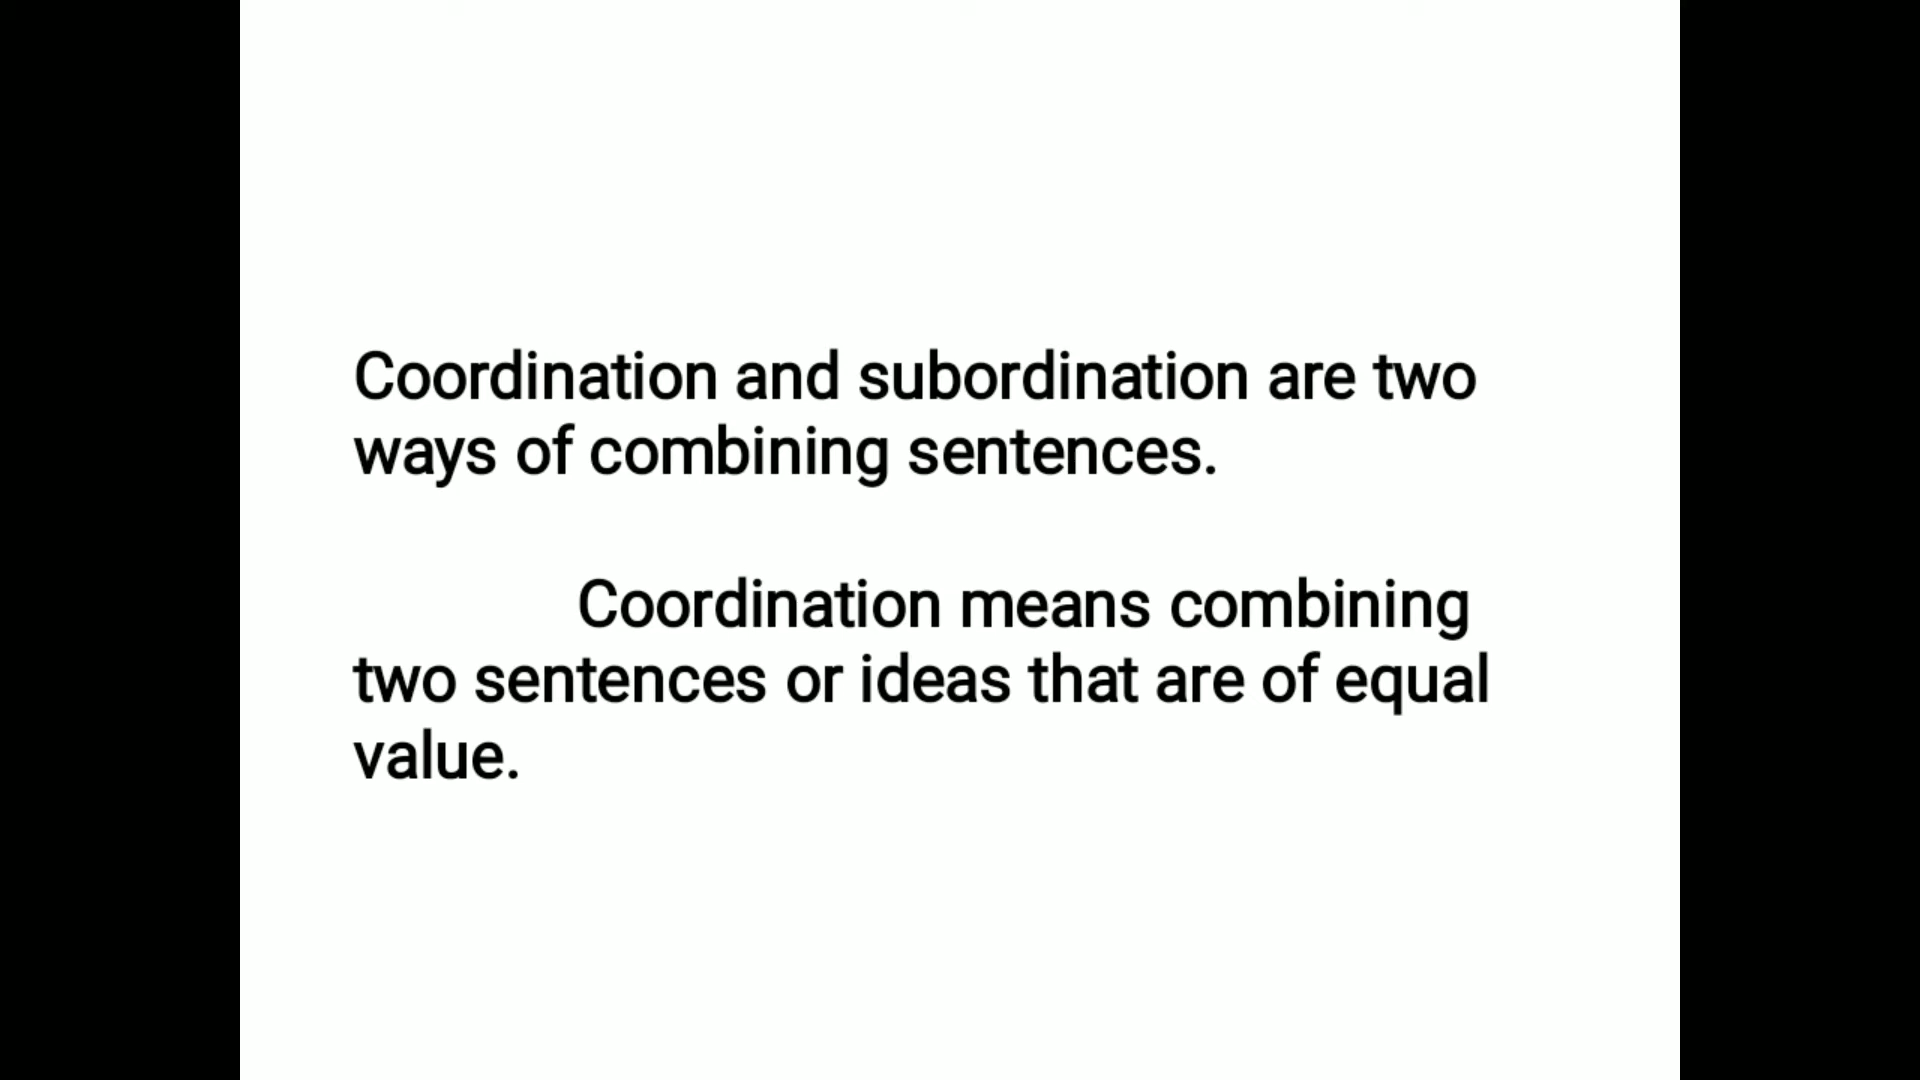 Coordination and subordination are two
ways of combining sentences.
Coordination means combining
two sentences or ideas that are of equal
value.